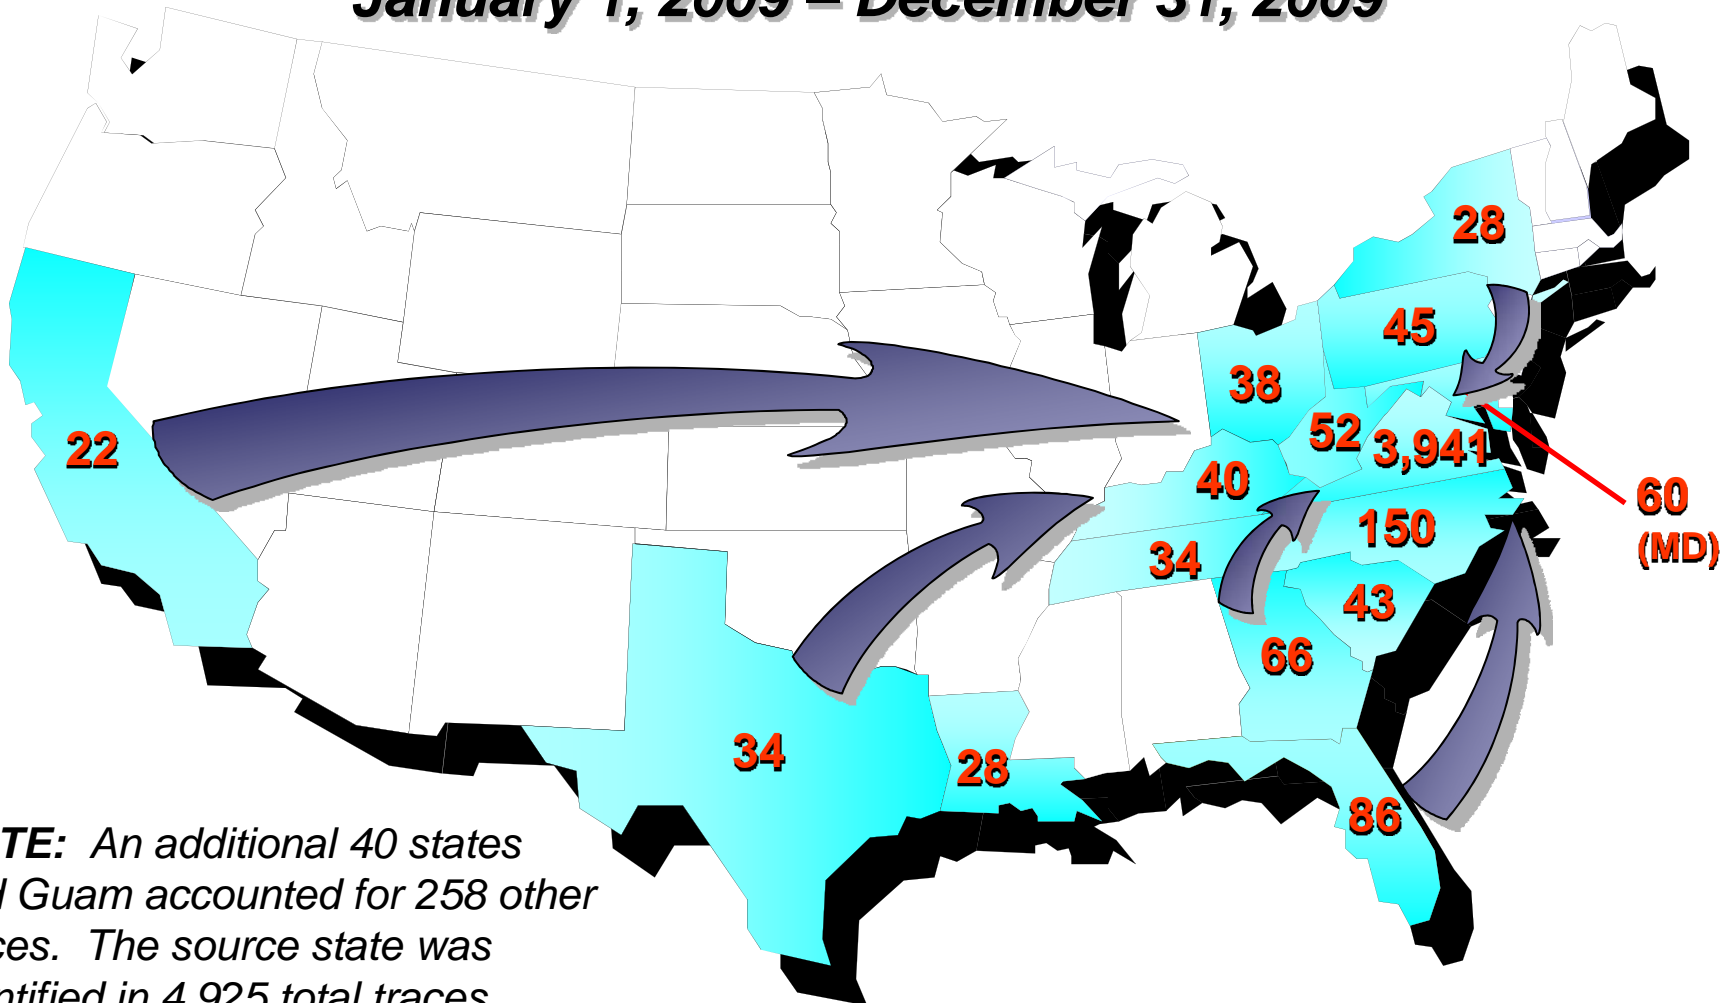 January 1, 2009 – December 31, 2009
28
45
38
52
3,941
22
40
60
(MD)
150
34
43
66
34
28
86
TE: An additional 40 states
d Guam accounted for 258 other
ces. The source state was
ntified in 4,925 total traces